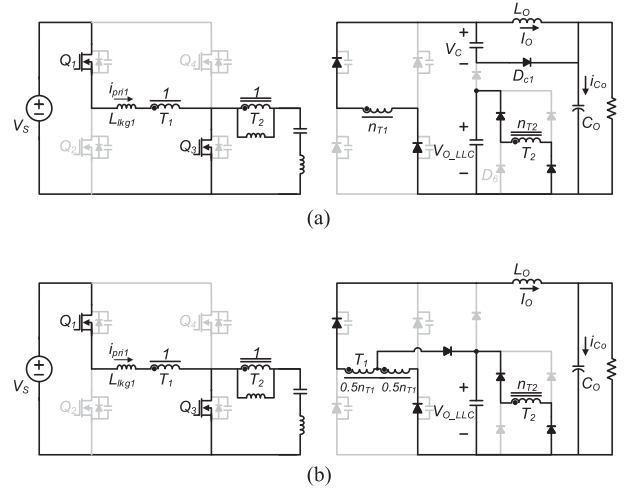 Q1
Q4
ipri1
1
1
VS
Llkg1
T1
T2
Q2
Q3
LO
IO
VC
Dc1
iCo
nT1
nT2
VO_LLC
T2
CO
D6
(a)
Q1
Q4
ipri1
1
1
VS
Llkg1
T1
T2
Q2
Q3
LO
IO
iCo
T1
0.5nT1 0.5nT1
nT2
VO_LLC
T2
CO
(b)